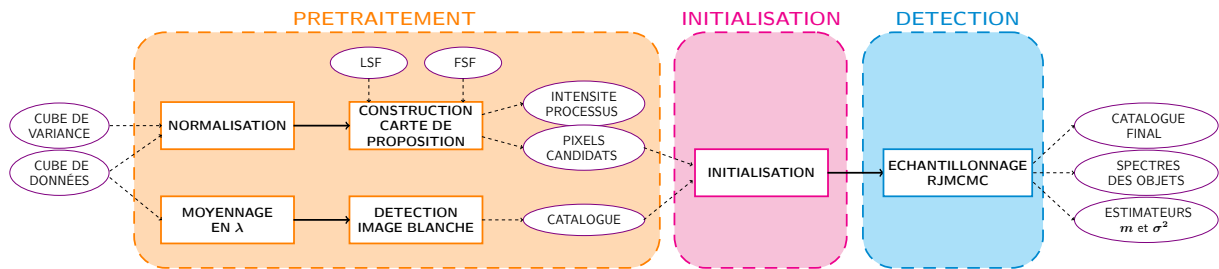 PRETRAITEMENT
INITIALISATION
DETECTION
LSF
FSF
CUBE DE
VARIANCE
CUBE DE
DONNÉES
NORMALISATION
CONSTRUCTION
CARTE DE
PROPOSITION
INTENSITE
PROCESSUS
PIXELS
CANDIDATS
MOYENNAGE
EN λ
DETECTION
IMAGE BLANCHE
CATALOGUE
INITIALISATION
ECHANTILLONNAGE
RJMCMC
CATALOGUE
FINAL
SPECTRES
DES OBJETS
ESTIMATEURS
m et σ²